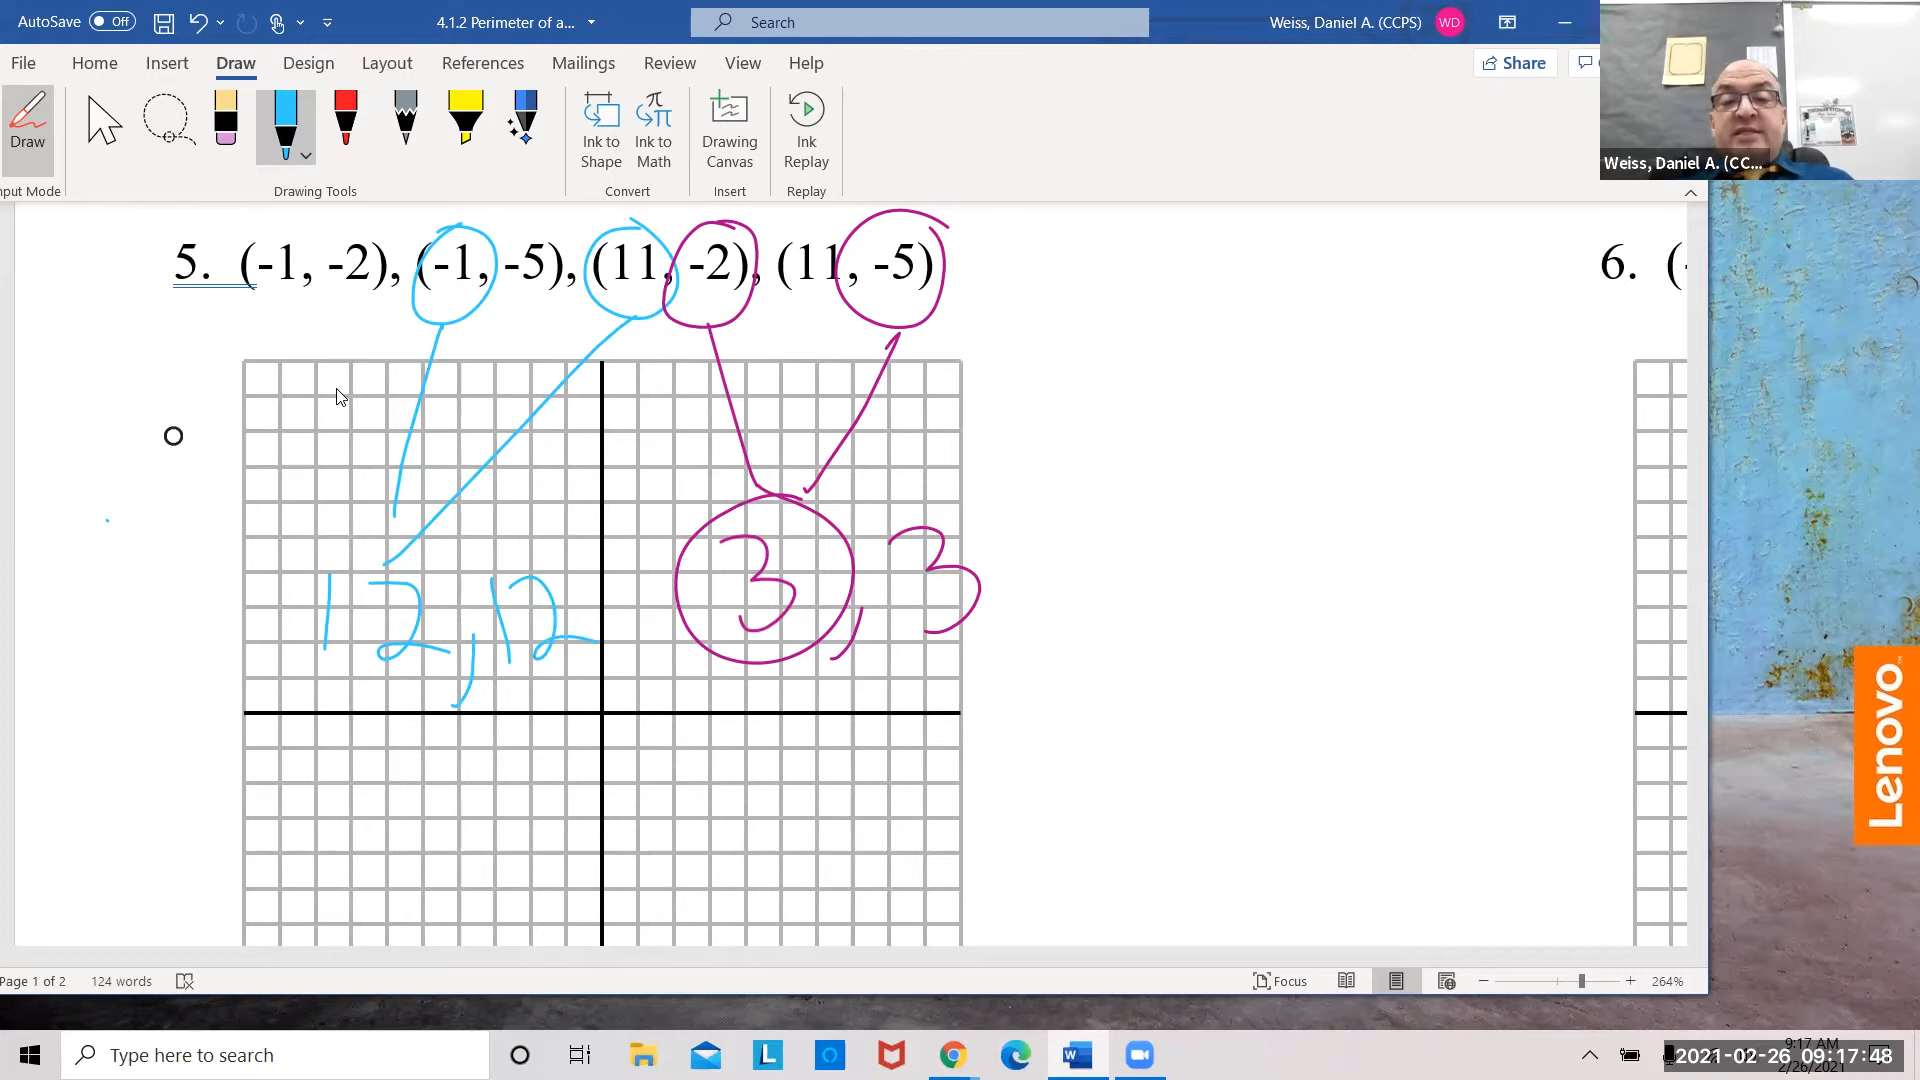 AutoSave Off 4.1.2 Perimeter of a... Search Weiss, Daniel A. (CCPS) WD
File Home Insert Draw Design Layout References Mailings Review View Help Share
Draw
Ink to Shape
Ink to Math
Drawing Canvas
Ink Replay
nput Mode Drawing Tools Convert Insert Replay
Weiss, Daniel A. (CC...
5. (-1, -2), (-1, -5), (11, -2), (11, -5)
6. (-
12, 12 3, 3
Lenovo
Page 1 of 2 124 words Focus 264%
Type here to search
9:17 AM
2021-02-26 09:17:48
2/26/2021